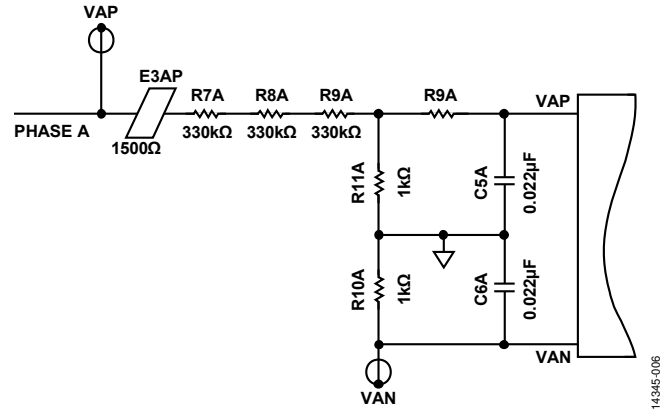 VAP
E3AP
R7A R8A R9A R9A VAP
PHASE A
1500Ω
330kΩ 330kΩ 330kΩ
R11A
1kΩ
C5A
0.022µF
R10A
1kΩ
C6A
0.022µF
VAN
VAN
14345-006